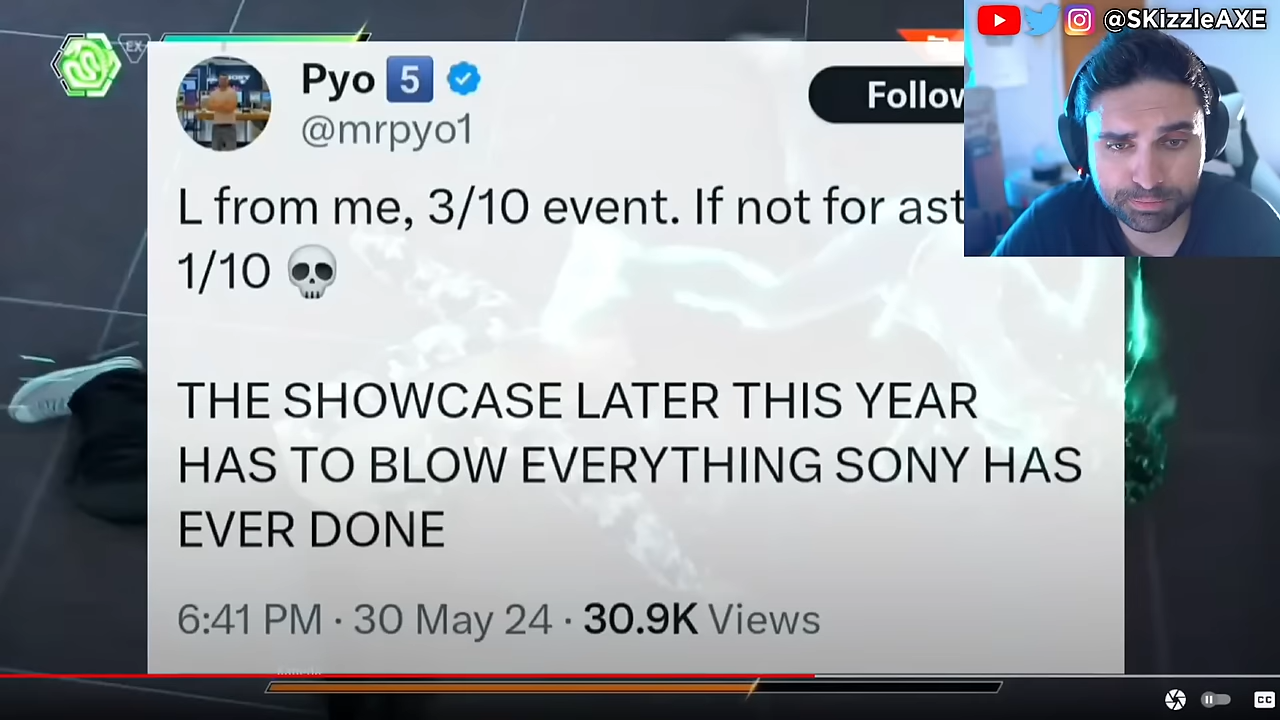 @SKizzleAXE
EX
Pyo 5
@mrpyo1
Follow
L from me, 3/10 event. If not for ast
1/10 💀
THE SHOWCASE LATER THIS YEAR
HAS TO BLOW EVERYTHING SONY HAS
EVER DONE
6:41 PM · 30 May 24 · 30.9K Views
CC